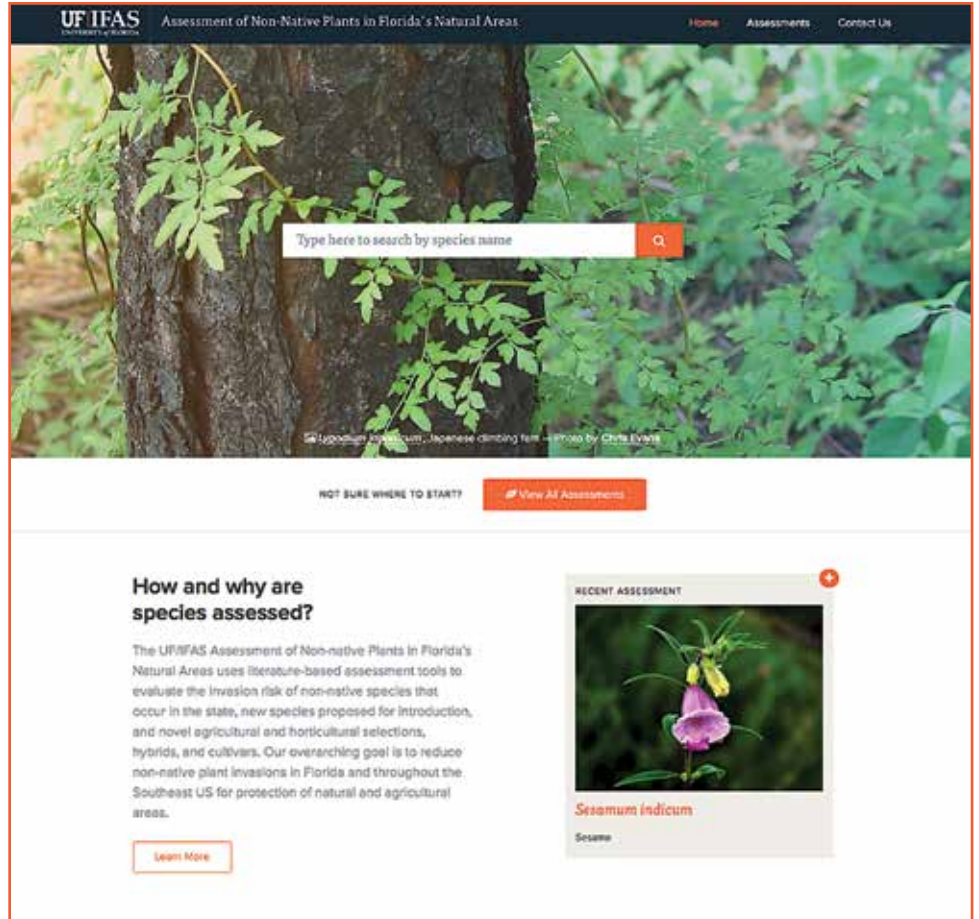 UF|IFAS
UNIVERSITY of FLORIDA
Assessment of Non-Native Plants in Florida's Natural Areas
Home
Assessments
Contact Us
Type here to search by species name
Lygodium japonicum, Japanese climbing fern – Photo by Chris Evans
NOT SURE WHERE TO START?
View All Assessments
How and why are
species assessed?
The UF/IFAS Assessment of Non-native Plants in Florida's
Natural Areas uses literature-based assessment tools to
evaluate the invasion risk of non-native species that
occur in the state, new species proposed for introduction,
and novel agricultural and horticultural selections,
hybrids, and cultivars. Our overarching goal is to reduce
non-native plant invasions in Florida and throughout the
Southeast US for protection of natural and agricultural
areas.
Learn More
RECENT ASSESSMENT
Sesamum indicum
Sesame